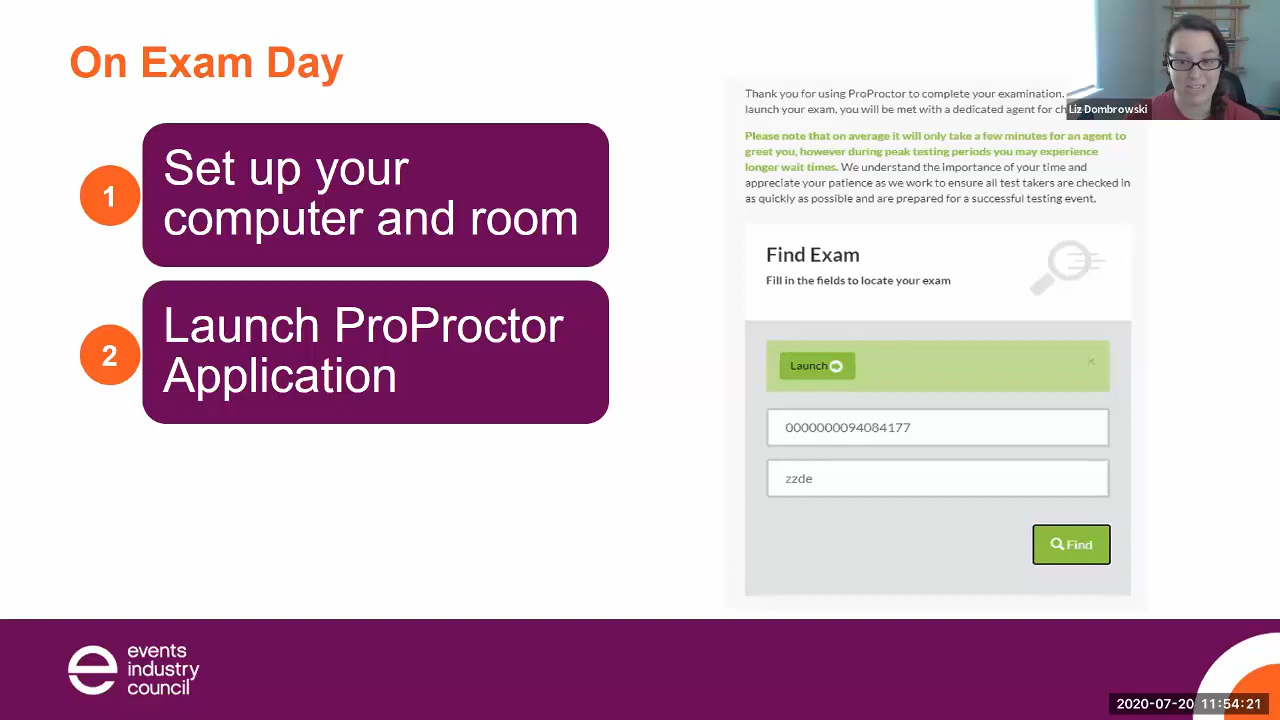 On Exam Day
1
Set up your
computer and room
2
Launch ProProctor
Application
Thank you for using ProProctor to complete your examination.
launch your exam, you will be met with a dedicated agent for ch
Please note that on average it will only take a few minutes for an agent to
greet you, however during peak testing periods you may experience
longer wait times. We understand the importance of your time and
appreciate your patience as we work to ensure all test takers are checked in
as quickly as possible and are prepared for a successful testing event.
Find Exam
Fill in the fields to locate your exam
Launch
0000000094084177
zzde
Find
Liz Dombrowski
events
industry
council
2020-07-20 11:54:21